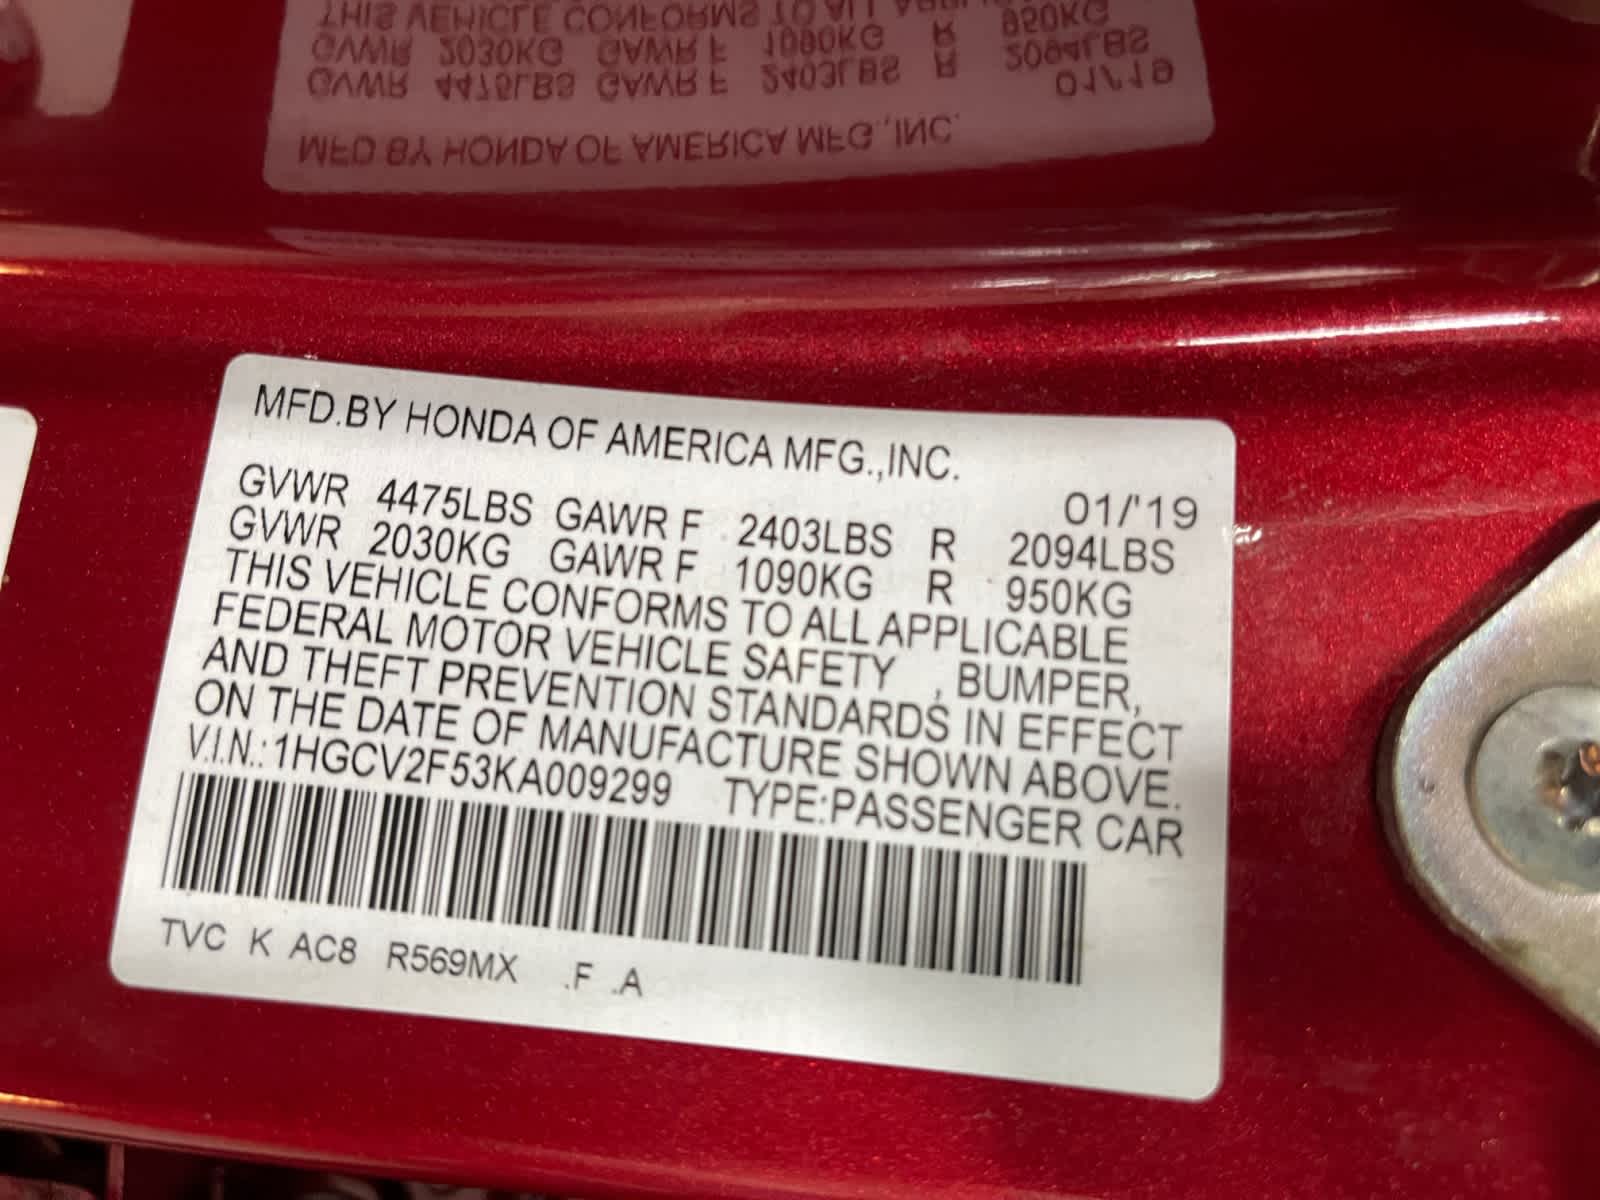 MFD.BY HONDA OF AMERICA MFG.,INC.
01/'19
GVWR 4475LBS GAWR F 2403LBS R 2094LBS
GVWR 2030KG GAWR F 1090KG R 950KG
THIS VEHICLE CONFORMS TO ALL APPLICABLE
FEDERAL MOTOR VEHICLE SAFETY , BUMPER,
AND THEFT PREVENTION STANDARDS IN EFFECT
ON THE DATE OF MANUFACTURE SHOWN ABOVE.
V.I.N.: 1HGCV2F53KA009299 TYPE:PASSENGER CAR
TVC K AC8 R569MX .F .A